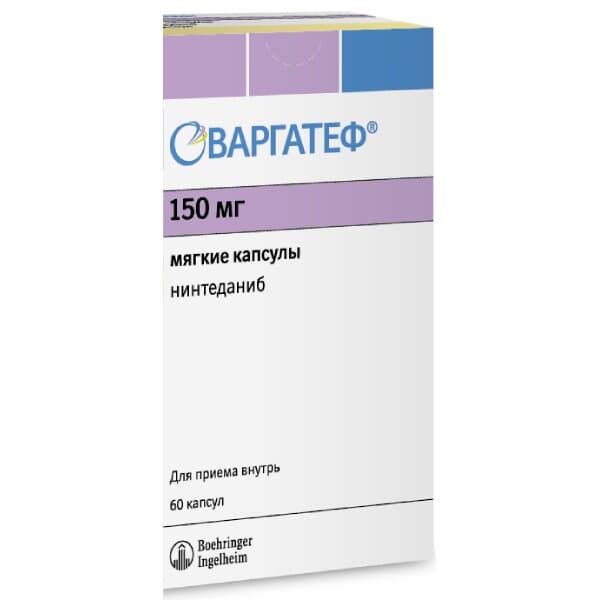 ВАРГАТЕФ®
150 мг
мягкие капсулы
нинтеданиб
Для приема внутрь
60 капсул
Boehringer
Ingelheim